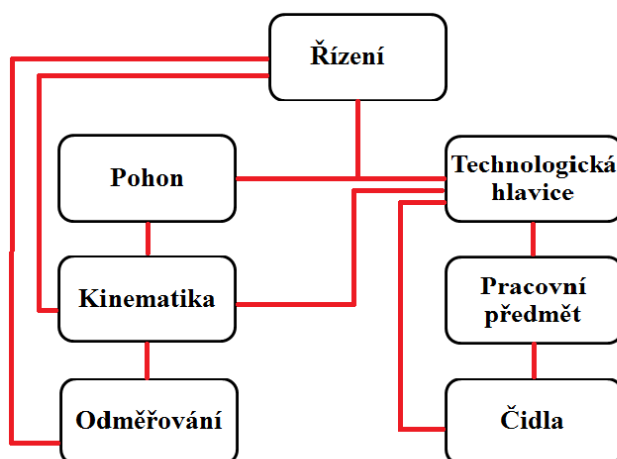 Řízení
Pohon
Technologická
hlavice
Kinematika
Pracovní
předmět
Odměřování
Čidla